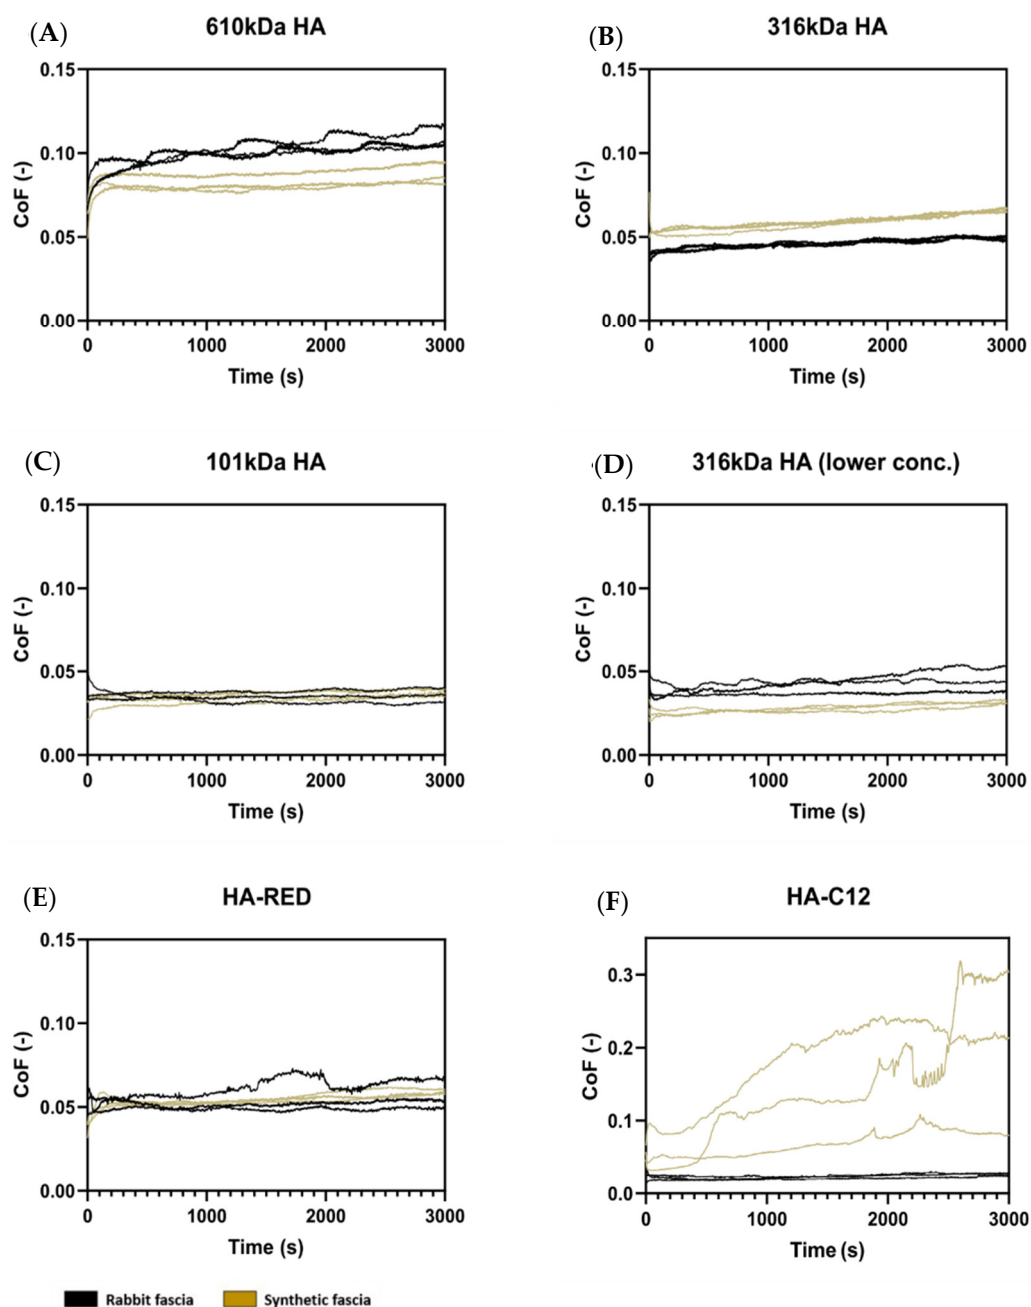 (A) 610kDa HA
(B) 316kDa HA
0.15
0.10
0.05
0.00
CoF (-)
0 1000 2000 3000
Time (s)
0.15
0.10
0.05
0.00
CoF (-)
0 1000 2000 3000
Time (s)
(C) 101kDa HA
(D) 316kDa HA (lower conc.)
0.15
0.10
0.05
0.00
CoF (-)
0 1000 2000 3000
Time (s)
0.15
0.10
0.05
0.00
CoF (-)
0 1000 2000 3000
Time (s)
(E) HA-RED
(F) HA-C12
0.15
0.10
0.05
0.00
CoF (-)
0 1000 2000 3000
Time (s)
0.3
0.2
0.1
0.0
CoF (-)
0 1000 2000 3000
Time (s)
Rabbit fascia Synthetic fascia